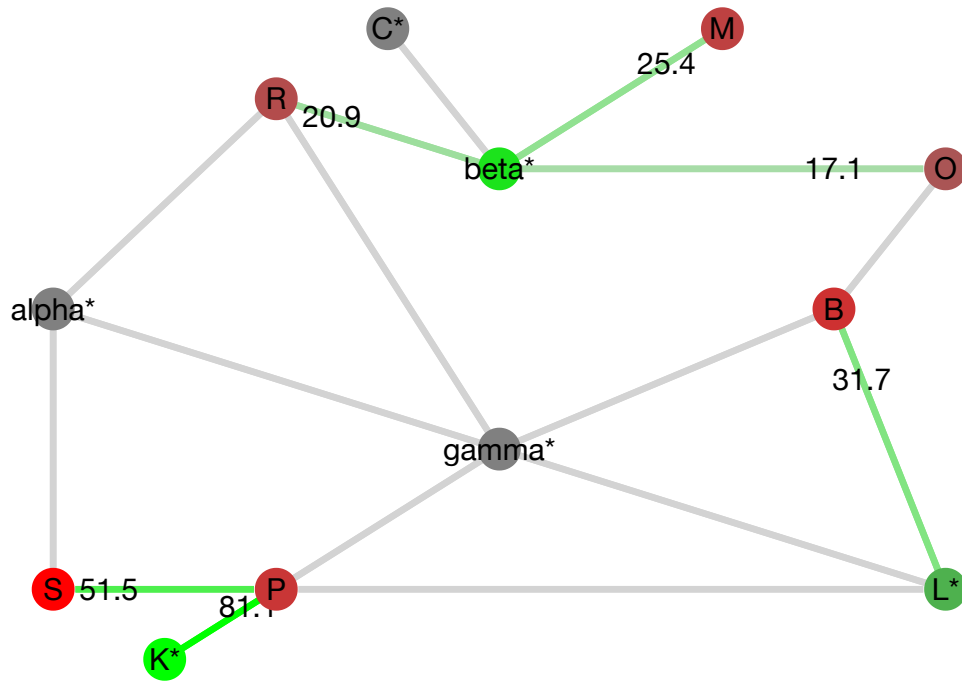 C*
M
25.4
R
20.9
beta*
17.1
O
alpha*
B
31.7
gamma*
S
51.5
P
81.1
L*
K*